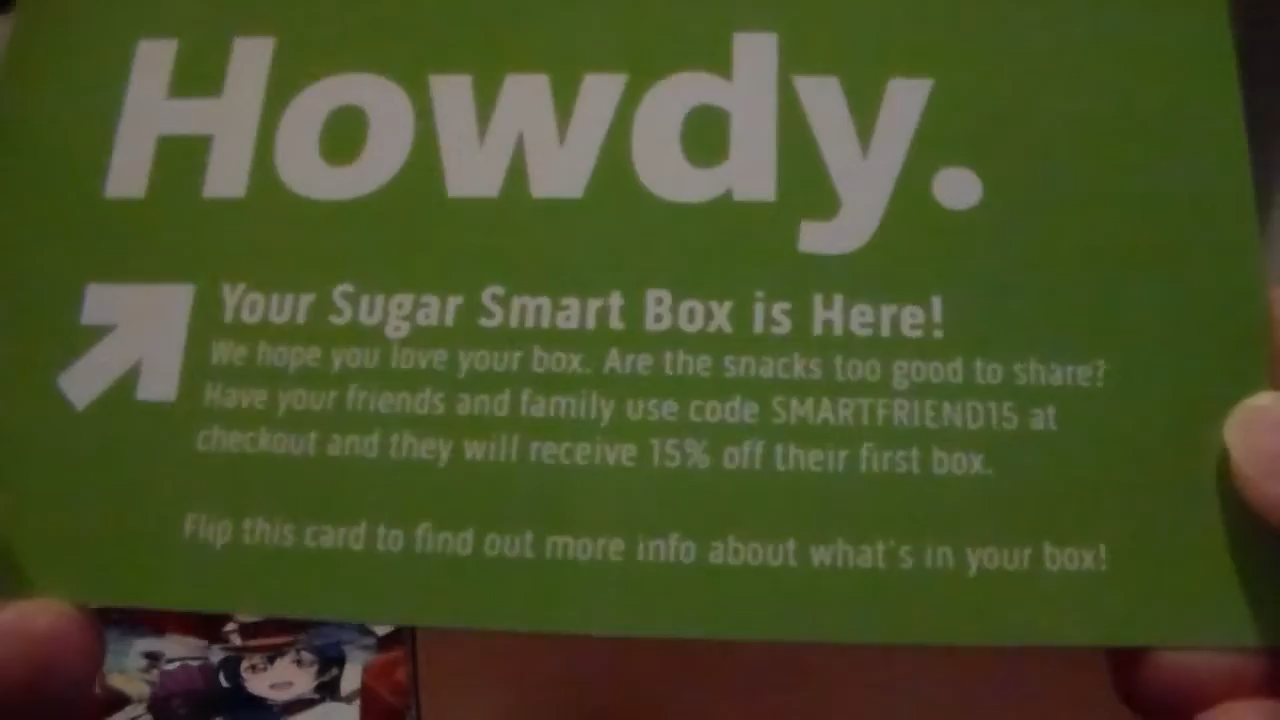 Howdy.
Your Sugar Smart Box is Here!
We hope you love your box. Are the snacks too good to share?
Have your friends and family use code SMARTFRIEND15 at
checkout and they will receive 15% off their first box.
Flip this card to find out more info about what's in your box!